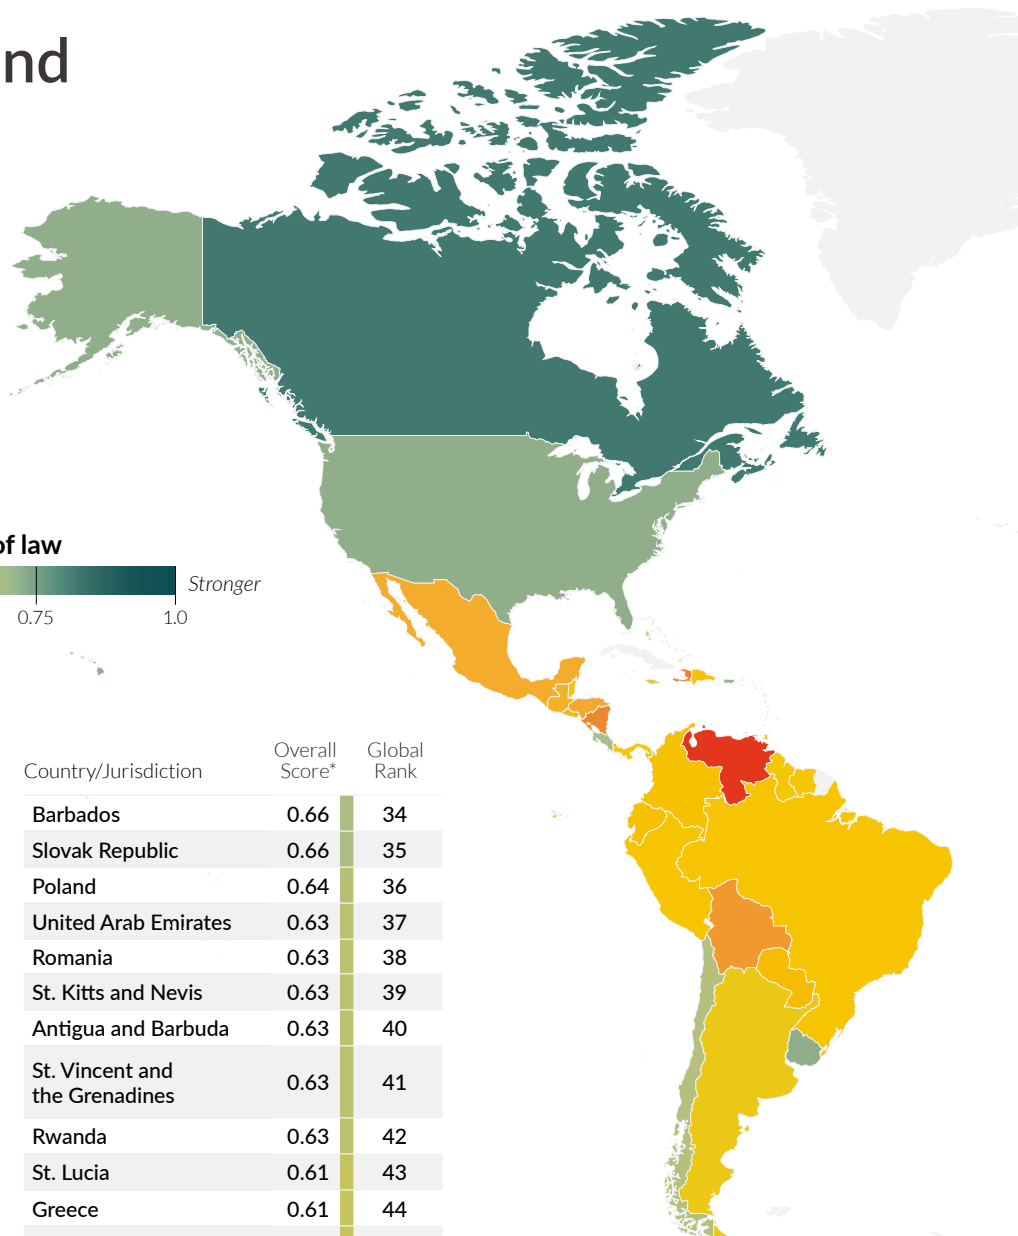 nd
of law
Stronger
0.75
1.0
Country/Jurisdiction Overall Score* Global Rank
Barbados 0.66 34
Slovak Republic 0.66 35
Poland 0.64 36
United Arab Emirates 0.63 37
Romania 0.63 38
St. Kitts and Nevis 0.63 39
Antigua and Barbuda 0.63 40
St. Vincent and
the Grenadines 0.63 41
Rwanda 0.63 42
St. Lucia 0.61 43
Greece 0.61 44